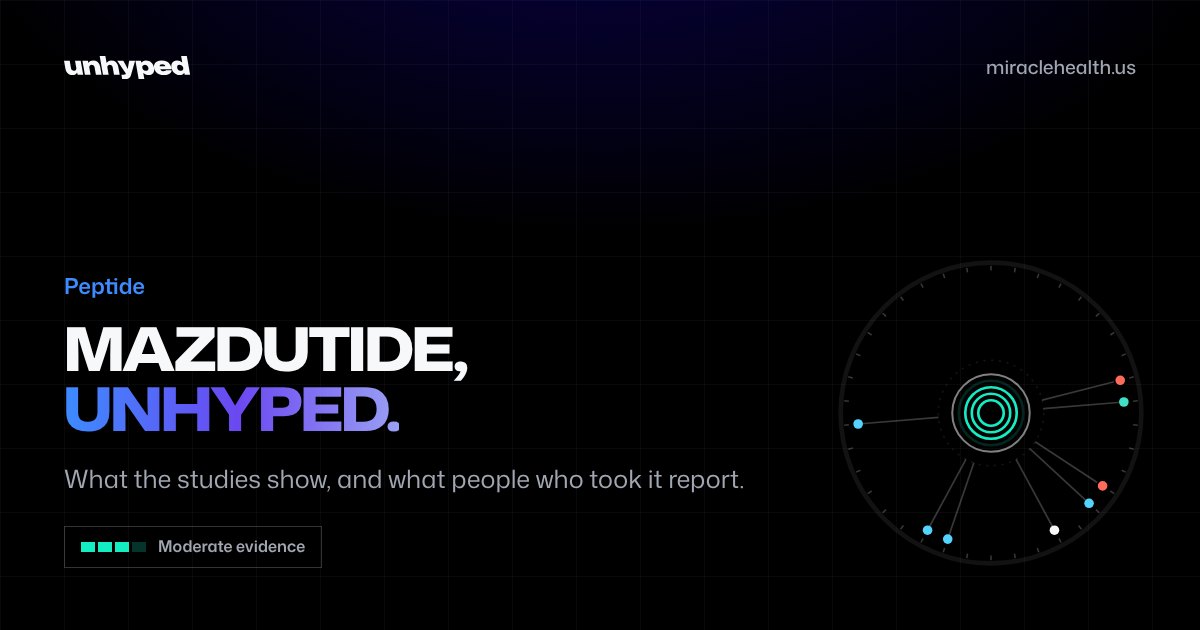 unhyped
miraclehealth.us
Peptide
MAZDUTIDE,
UNHYPED.
What the studies show, and what people who took it report.
Moderate evidence